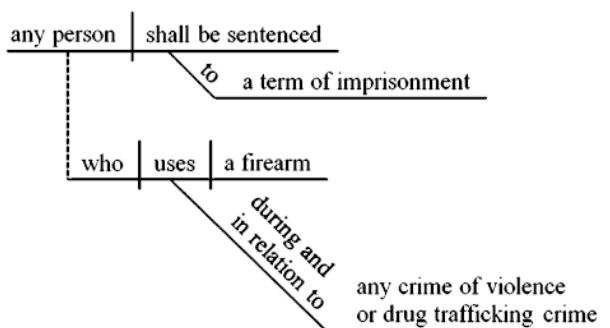 any person shall be sentenced
to a term of imprisonment
who uses a firearm
during and
in relation to
any crime of violence
or drug trafficking crime